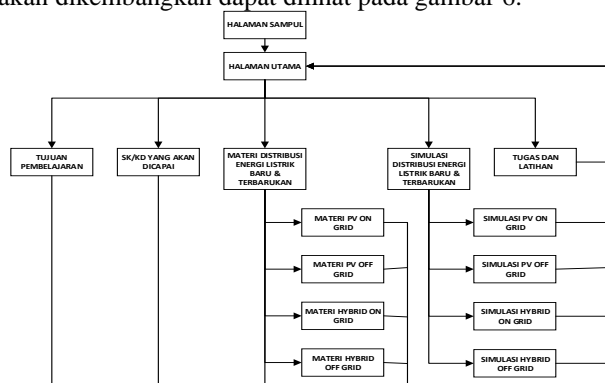 akan dikembangkan dapat dilihat pada gambar 6.
HALAMAN SAMPUL
HALAMAN UTAMA
TUJUAN
PEMBELAJARAN
SK/KD YANG AKAN
DICAPAI
MATERI DISTRIBUSI
ENERGI LISTRIK
BARU &
TERBARUKAN
SIMULASI
DISTRIBUSI ENERGI
LISTRIK BARU &
TERBARUKAN
TUGAS DAN
LATIHAN
MATERI PV ON
GRID
MATERI PV OFF
GRID
MATERI HYBRID ON
GRID
MATERI HYBRID
OFF GRID
SIMULASI PV ON
GRID
SIMULASI PV OFF
GRID
SIMULASI HYBRID
ON GRID
SIMULASI HYBRID
OFF GRID